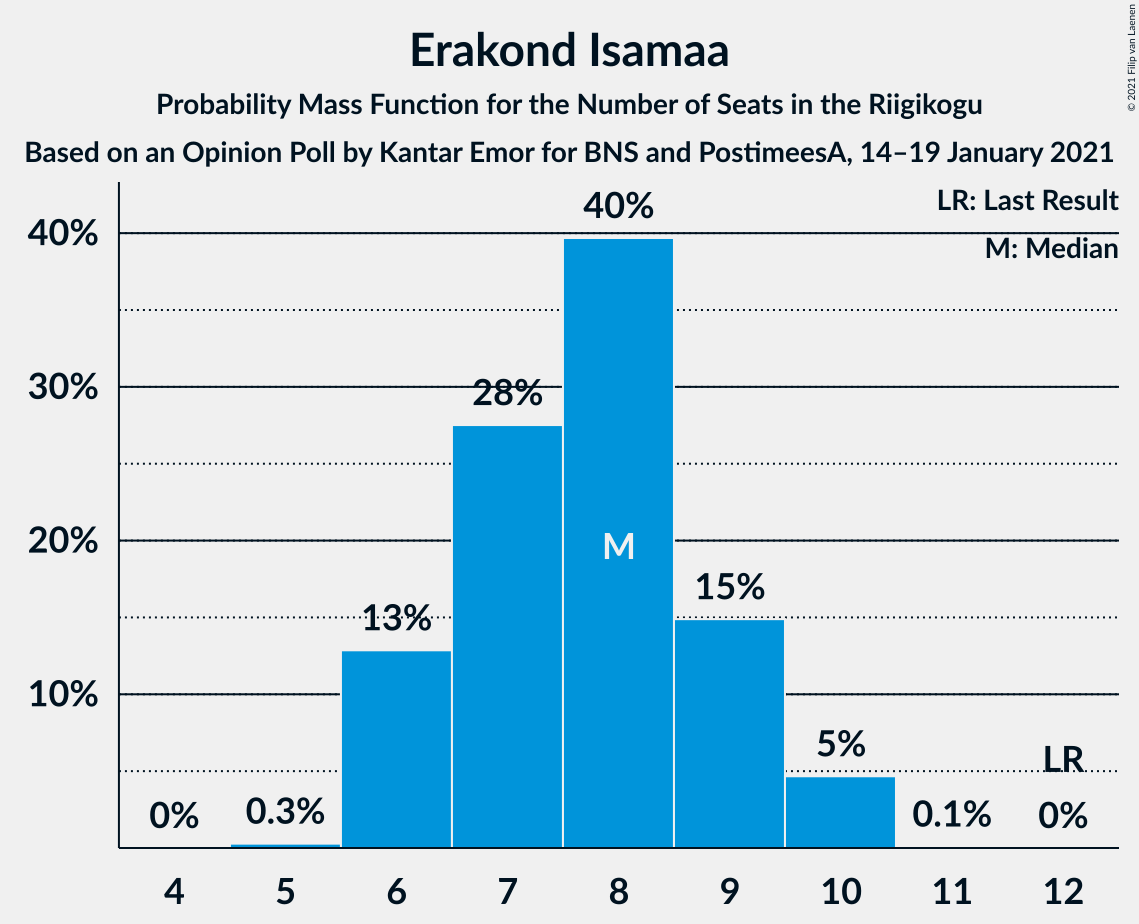 Erakond Isamaa
Probability Mass Function for the Number of Seats in the Riigikogu
Based on an Opinion Poll by Kantar Emor for BNS and PostimeesA, 14–19 January 2021
© 2021 Filip van Laenen
LR: Last Result
M: Median
40%
30%
20%
10%
0%
0.3%
13%
28%
40%
M
15%
5%
0.1%
LR
0%
4 5 6 7 8 9 10 11 12